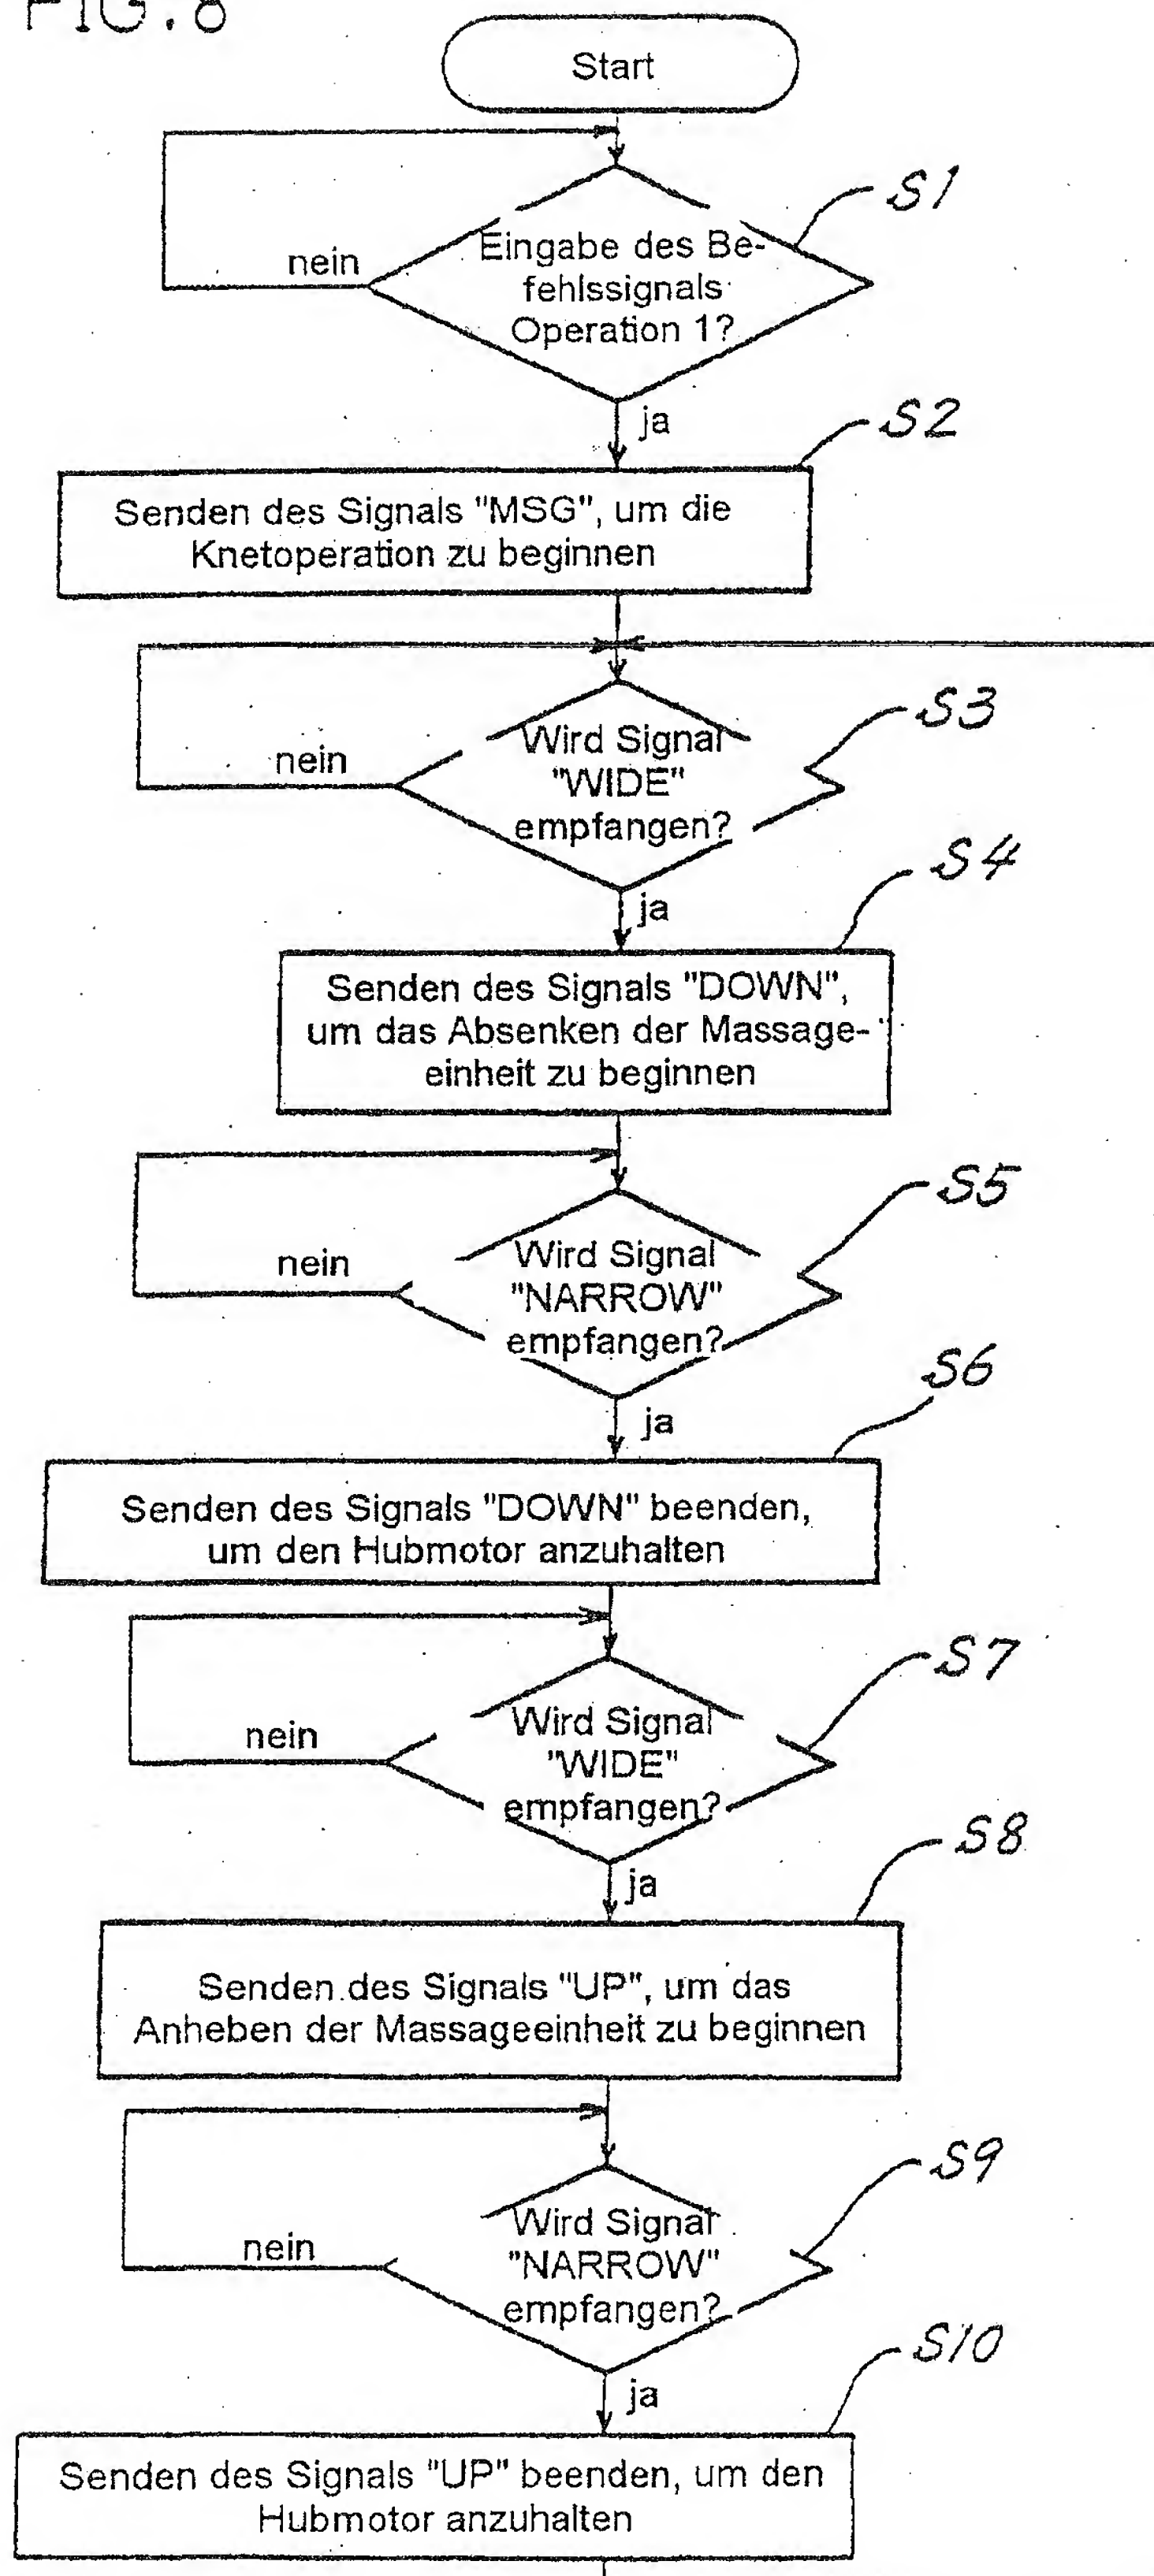 FIG. 8
Start
S1
nein
Eingabe des Be-
fehlssignals
Operation 1?
ja
S2
Senden des Signals "MSG", um die
Knetoperation zu beginnen
S3
Wird Signal
nein
"WIDE"
empfangen?
S4
ja
Senden des Signals "DOWN",
um das Absenken der Massage-
einheit zu beginnen
S5
Wird Signal
nein
"NARROW"
empfangen?
S6
ja
Senden des Signals "DOWN" beenden,
um den Hubmotor anzuhalten
S7
Wird Signal
nein
"WIDE"
empfangen?
S8
ja
Senden des Signals "UP", um das
Anheben der Massageeinheit zu beginnen
S9
Wird Signal
nein
"NARROW"
empfangen?
S10
ja
Senden des Signals "UP" beenden, um den
Hubmotor anzuhalten